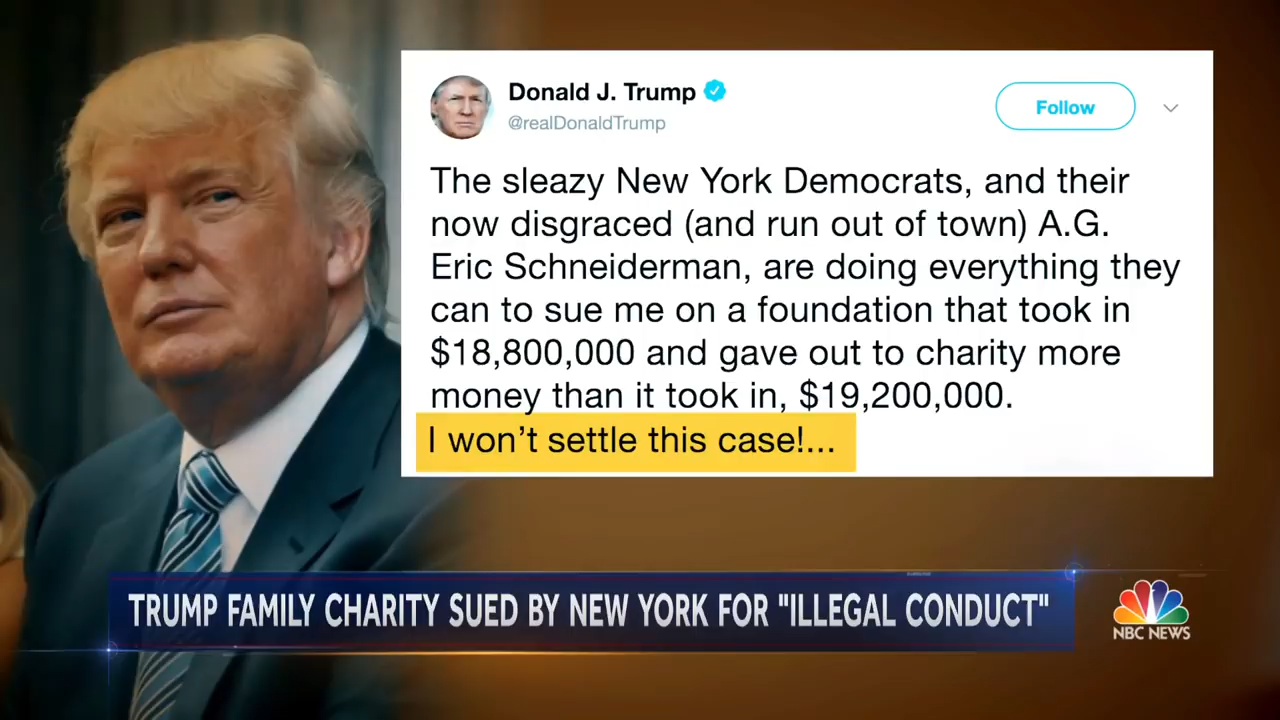 Donald J. Trump
@realDonaldTrump
Follow
The sleazy New York Democrats, and their
now disgraced (and run out of town) A.G.
Eric Schneiderman, are doing everything they
can to sue me on a foundation that took in
$18,800,000 and gave out to charity more
money than it took in, $19,200,000.
I won’t settle this case!...
TRUMP FAMILY CHARITY SUED BY NEW YORK FOR "ILLEGAL CONDUCT"
NBC NEWS